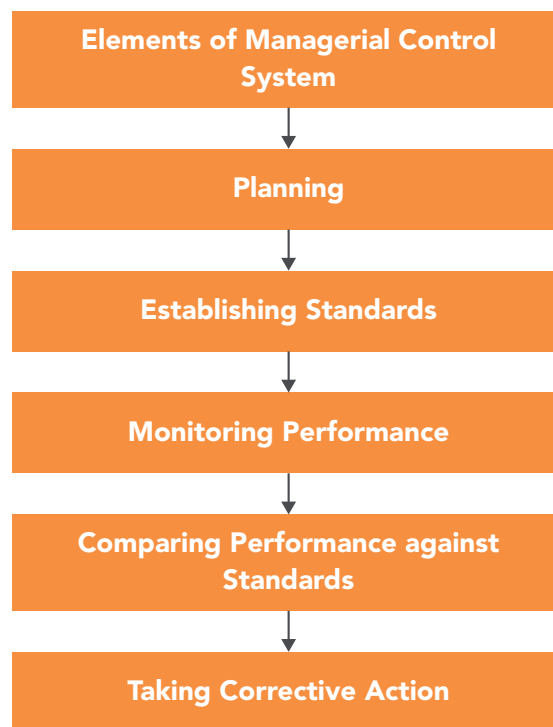 Elements of Managerial Control
System
Planning
Establishing Standards
Monitoring Performance
Comparing Performance against
Standards
Taking Corrective Action